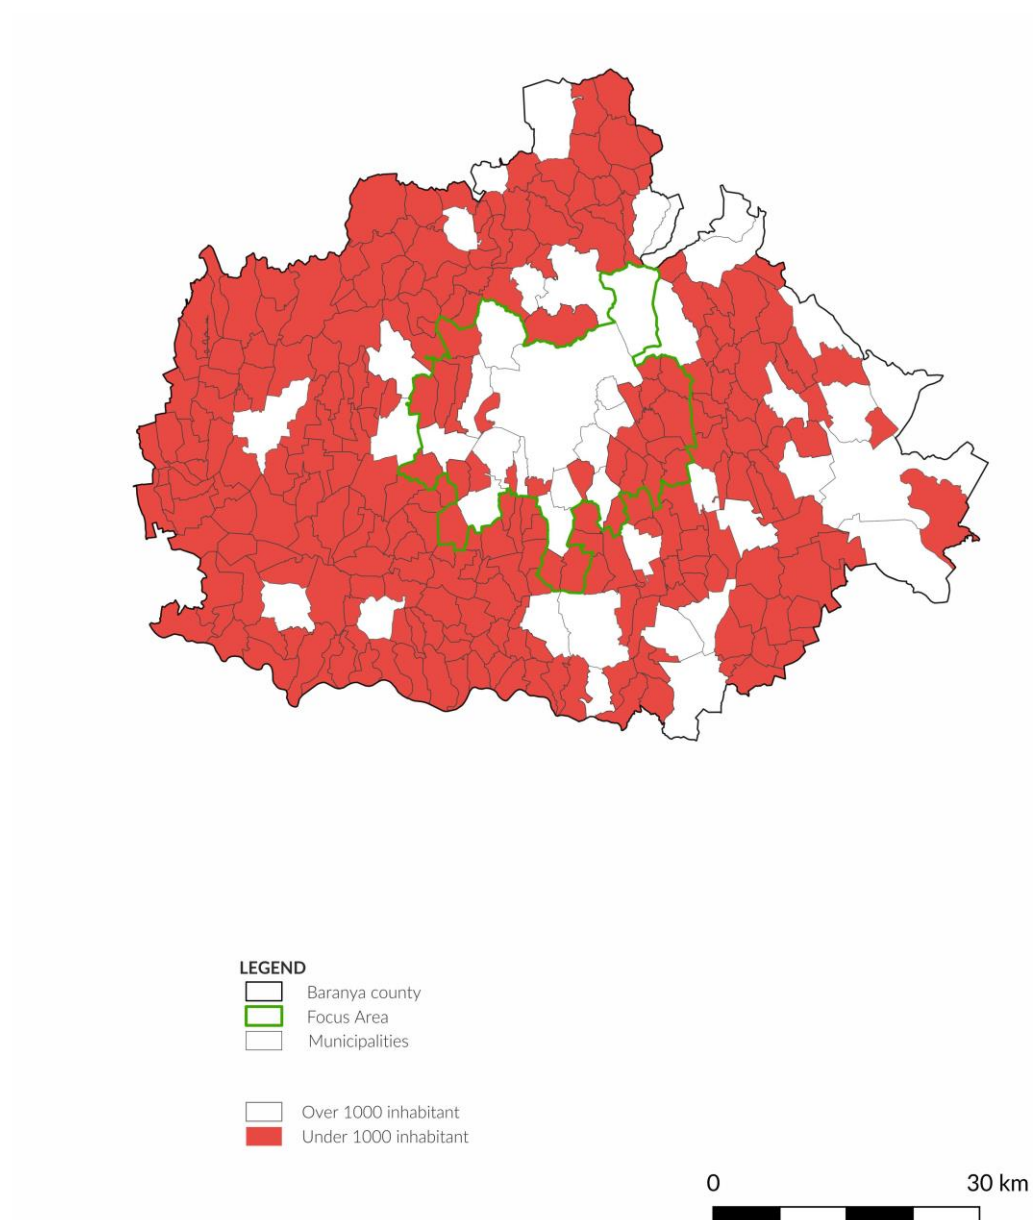 LEGEND
Baranya county
Focus Area
Municipalities
Over 1000 inhabitant
Under 1000 inhabitant
0 30 km